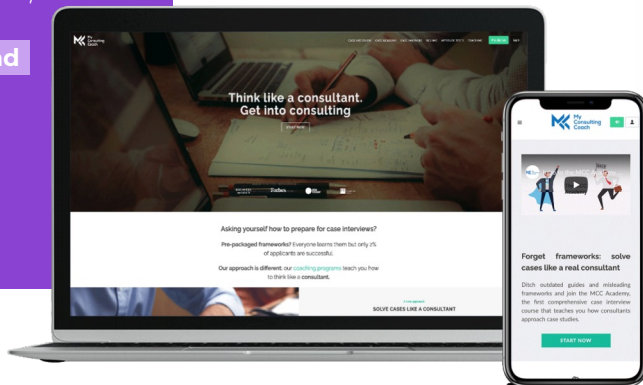 nd
My
Consulting
Coach
Think like a consultant.
Get into consulting
START NOW
Forbes
Asking yourself how to prepare for case interviews?
Pre-packaged frameworks? Everyone learns them but only 2%
of applicants are successful.
Our approach is different: our coaching programs teach you how
to think like a consultant.
SOLVE CASES LIKE A CONSULTANT
My
Consulting
Coach
Forget frameworks: solve
cases like a real consultant
Ditch outdated guides and misleading
frameworks and join the MCC Academy,
the first comprehensive case interview
course that teaches you how consultants
approach case studies.
START NOW